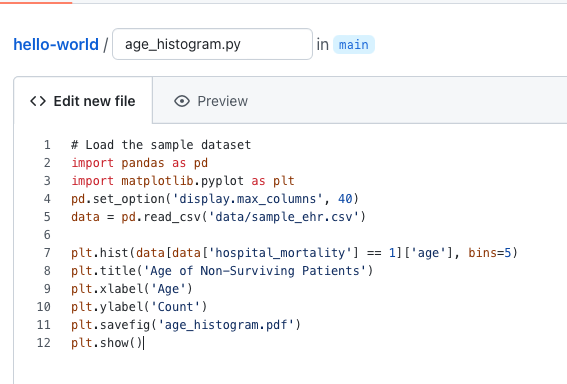 hello-world / age_histogram.py in main
Edit new file Preview
1 # Load the sample dataset
2 import pandas as pd
3 import matplotlib.pyplot as plt
4 pd.set_option('display.max_columns', 40)
5 data = pd.read_csv('data/sample_ehr.csv')
6
7 plt.hist(data[data['hospital_mortality'] == 1]['age'], bins=5)
8 plt.title('Age of Non-Surviving Patients')
9 plt.xlabel('Age')
10 plt.ylabel('Count')
11 plt.savefig('age_histogram.pdf')
12 plt.show()